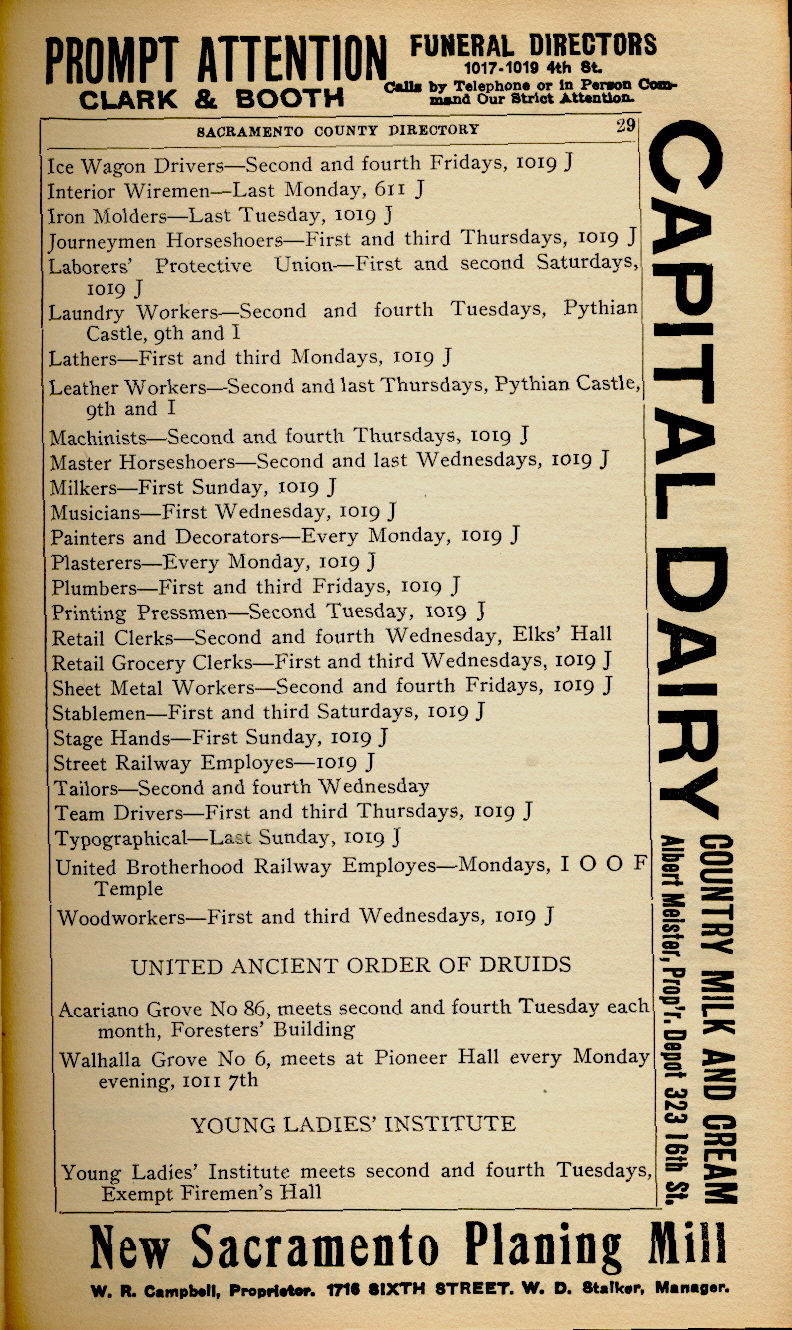 PROMPT ATTENTION
CLARK & BOOTH
FUNERAL DIRECTORS
1017-1019 4th St.
Calls by Telephone or in Person Com-
mand Our Strict Attention.
SACRAMENTO COUNTY DIRECTORY 29
Ice Wagon Drivers—Second and fourth Fridays, 1019 J
Interior Wiremen—Last Monday, 611 J
Iron Molders—Last Tuesday, 1019 J
Journeymen Horseshoers—First and third Thursdays, 1019 J
Laborers' Protective Union—First and second Saturdays,
1019 J
Laundry Workers—Second and fourth Tuesdays, Pythian
Castle, 9th and I
Lathers—First and third Mondays, 1019 J
Leather Workers—Second and last Thursdays, Pythian Castle,
9th and I
Machinists—Second and fourth Thursdays, 1019 J
Master Horseshoers—Second and last Wednesdays, 1019 J
Milkers—First Sunday, 1019 J
Musicians—First Wednesday, 1019 J
Painters and Decorators—Every Monday, 1019 J
Plasterers—Every Monday, 1019 J
Plumbers—First and third Fridays, 1019 J
Printing Pressmen—Second Tuesday, 1019 J
Retail Clerks—Second and fourth Wednesday, Elks' Hall
Retail Grocery Clerks—First and third Wednesdays, 1019 J
Sheet Metal Workers—Second and fourth Fridays, 1019 J
Stablemen—First and third Saturdays, 1019 J
Stage Hands—First Sunday, 1019 J
Street Railway Employes—1019 J
Tailors—Second and fourth Wednesday
Team Drivers—First and third Thursdays, 1019 J
Typographical—Last Sunday, 1019 J
United Brotherhood Railway Employes—Mondays, I O O F
Temple
Woodworkers—First and third Wednesdays, 1019 J
UNITED ANCIENT ORDER OF DRUIDS
Acariano Grove No 86, meets second and fourth Tuesday each
month, Foresters' Building
Walhalla Grove No 6, meets at Pioneer Hall every Monday
evening, 1011 7th
YOUNG LADIES' INSTITUTE
Young Ladies' Institute meets second and fourth Tuesdays,
Exempt Firemen's Hall
CAPITAL DAIRY
COUNTRY MILK AND CREAM
Albert Meister, Prop'r. Depot 323 16th St.
New Sacramento Planing Mill
W. R. Campbell, Proprietor. 1716 SIXTH STREET. W. D. Stalker, Manager.